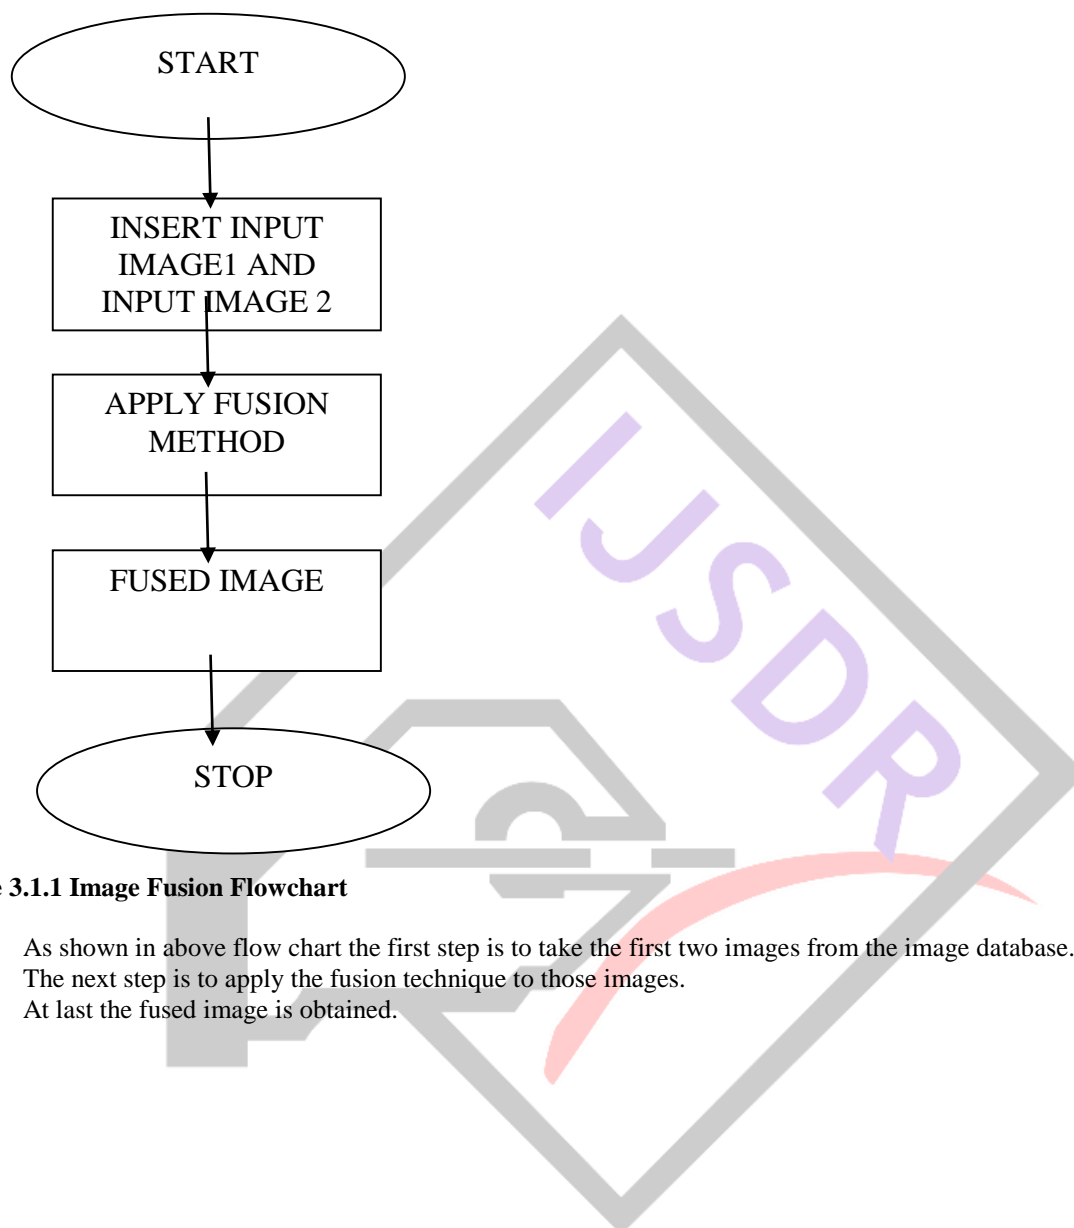 START
INSERT INPUT
IMAGE1 AND
INPUT IMAGE 2
APPLY FUSION
METHOD
FUSED IMAGE
STOP
IJSDR
3.1.1 Image Fusion Flowchart
As shown in above flow chart the first step is to take the first two images from the image database.
The next step is to apply the fusion technique to those images.
At last the fused image is obtained.